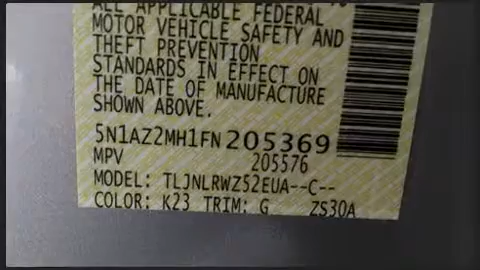 ALL APPLICABLE FEDERAL
MOTOR VEHICLE SAFETY AND
THEFT PREVENTION
STANDARDS IN EFFECT ON
THE DATE OF MANUFACTURE
SHOWN ABOVE.
5N1AZ2MH1FN205369
MPV 205576
MODEL: TLJNLRWZ52EUA--C--
COLOR: K23 TRIM: G ZS30A